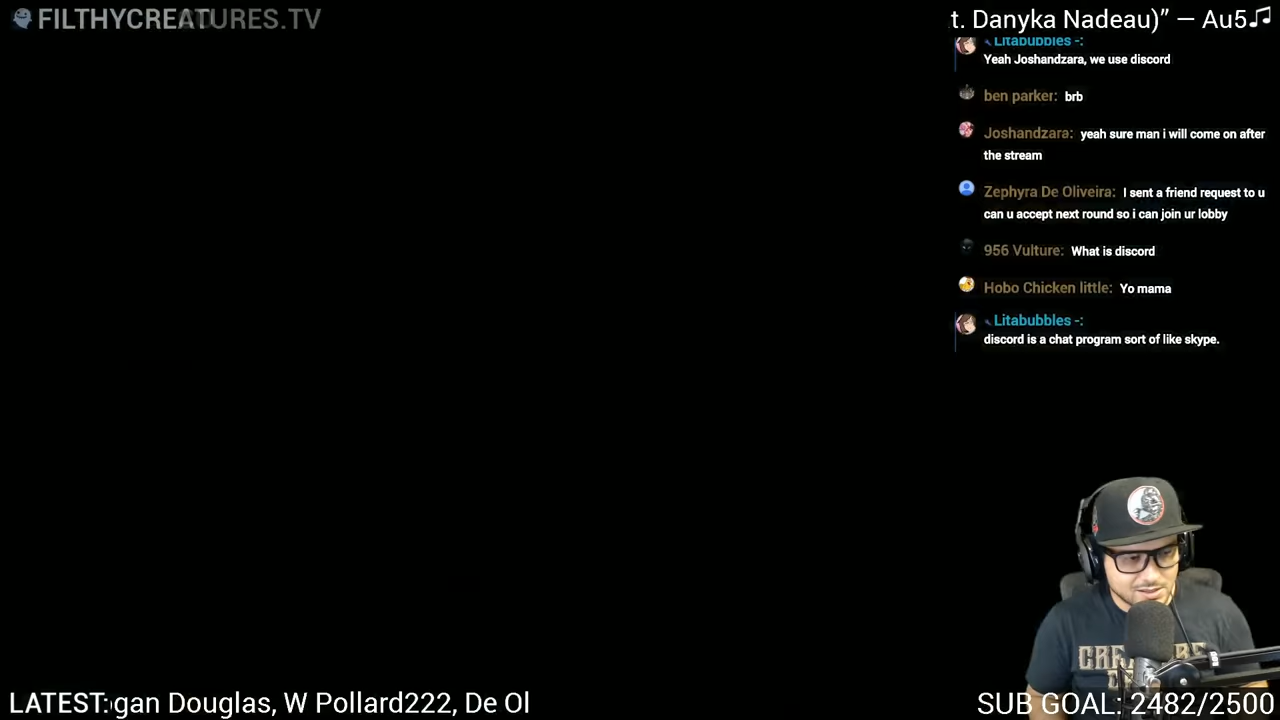 FILTHYCREATURES.TV
t. Danyka Nadeau)” — Au5♫
Litabubbles -:
Yeah Joshandzara, we use discord
ben parker: brb
Joshandzara: yeah sure man i will come on after
the stream
Zephyra De Oliveira: I sent a friend request to u
can u accept next round so i can join ur lobby
956 Vulture: What is discord
Hobo Chicken little: Yo mama
Litabubbles -:
discord is a chat program sort of like skype.
LATEST: gan Douglas, W Pollard222, De Ol
SUB GOAL: 2482/2500